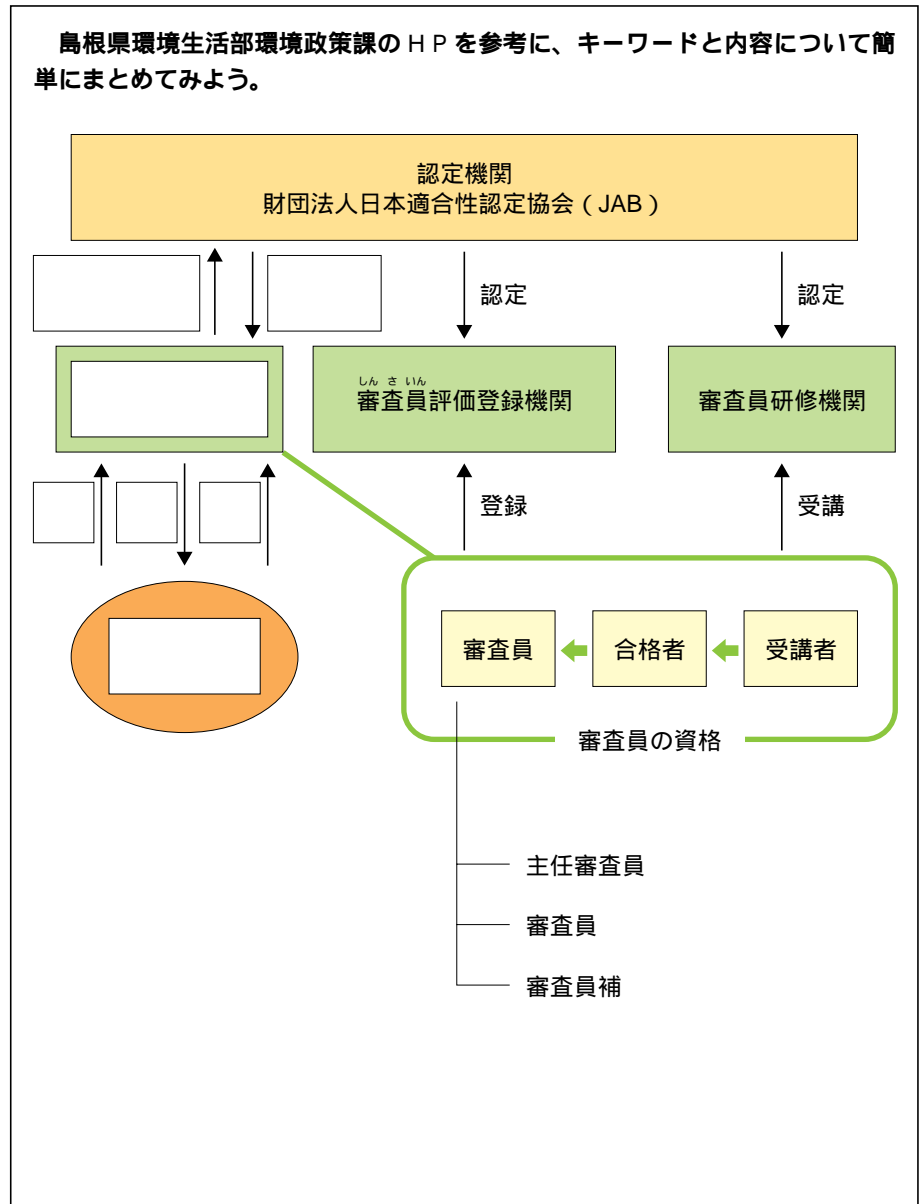 島根県環境生活部環境政策課のＨＰを参考に、キーワードと内容について簡
単にまとめてみよう。
認定機関
財団法人日本適合性認定協会（JAB）
認定
認定
しんさいん
審査員評価登録機関
審査員研修機関
登録
受講
審査員
合格者
受講者
審査員の資格
主任審査員
審査員
審査員補